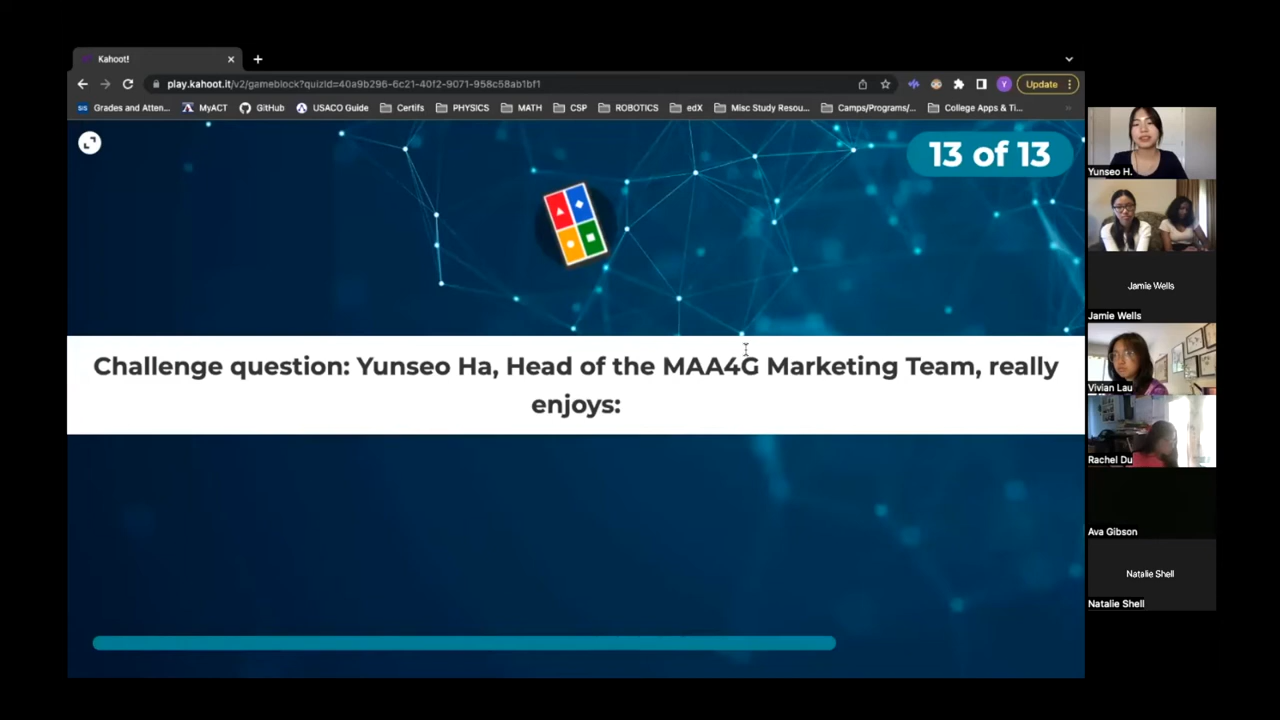 Kahoot!
play.kahoot.it/v2/gameblock?quizId=40a9b296-6c21-40f2-9071-958c58ab1bf1
Update
SIS Grades and Atten... MyACT GitHub USACO Guide Certifs PHYSICS MATH CSP ROBOTICS edX Misc Study Resou... Camps/Programs/... College Apps & Ti...
13 of 13
Challenge question: Yunseo Ha, Head of the MAA4G Marketing Team, really
enjoys:
Yunseo H.
Jamie Wells
Jamie Wells
Vivian Lau
Rachel Du
Ava Gibson
Natalie Shell
Natalie Shell